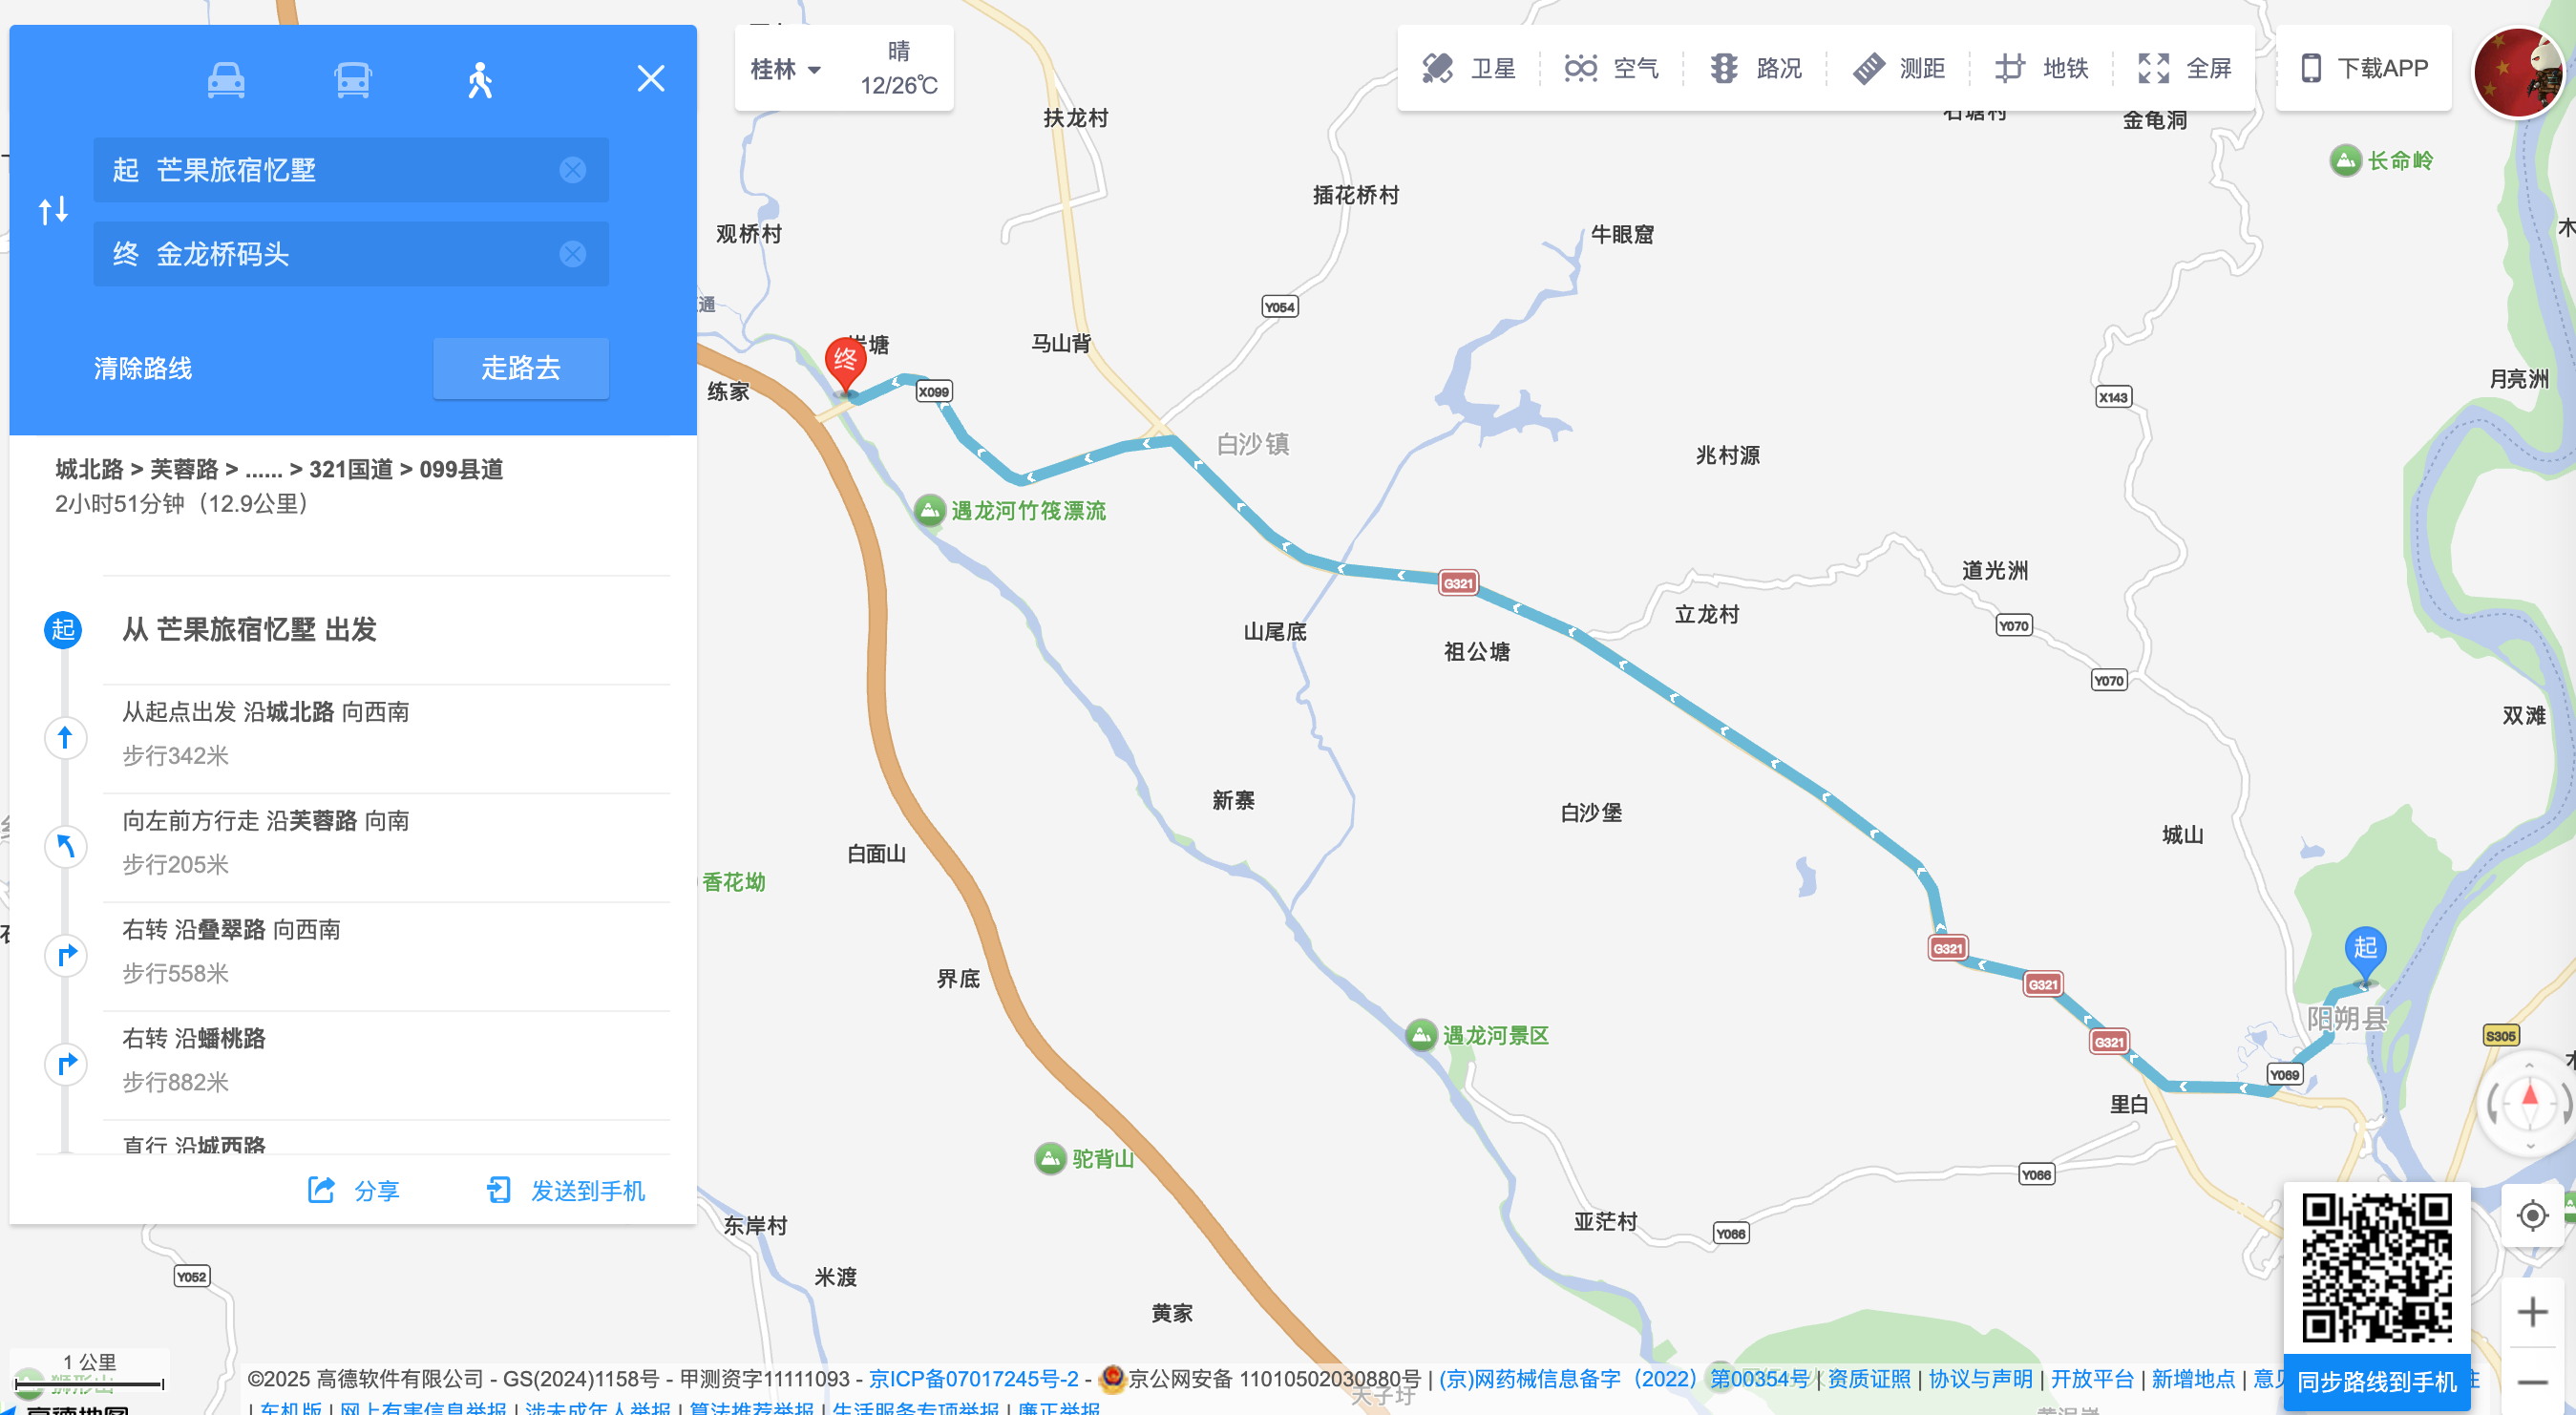 起 芒果旅宿忆墅
终 金龙桥码头
清除路线
走路去
城北路 > 芙蓉路 > ...... > 321国道 > 099县道
2小时51分钟（12.9公里）
起 从 芒果旅宿忆墅 出发
从起点出发 沿城北路 向西南
步行342米
向左前方行走 沿芙蓉路 向南
步行205米
右转 沿叠翠路 向西南
步行558米
右转 沿蟠桃路
步行882米
直行 沿城西路
分享
发送到手机
桂林
晴
12/26℃
卫星
空气
路况
测距
地铁
全屏
下载APP
扶龙村
金龟洞
长命岭
插花桥村
观桥村
牛眼窟
通
Y054
马山背
终
练家
X099
月亮洲
X143
白沙镇
兆村源
遇龙河竹筏漂流
道光洲
G321
立龙村
Y070
山尾底
祖公塘
Y070
双滩
新寨
白沙堡
城山
白面山
香花坳
G321
起
界底
G321
阳朔县
遇龙河景区
G321
S305
Y069
里白
驼背山
Y066
亚茫村
Y066
东岸村
米渡
Y052
黄家
1 公里
狮形山
高德地图
天子圩
©2025 高德软件有限公司 - GS(2024)1158号 - 甲测资字11111093 - 京ICP备07017245号-2 - 京公网安备 11010502030880号 | (京)网药械信息备字（2022）第00354号 | 资质证照 | 协议与声明 | 开放平台 | 新增地点 |
| 车机版 | 网上有害信息举报 | 涉未成年人举报 | 算法推荐举报 | 生活服务专项举报 | 廉正举报
同步路线到手机